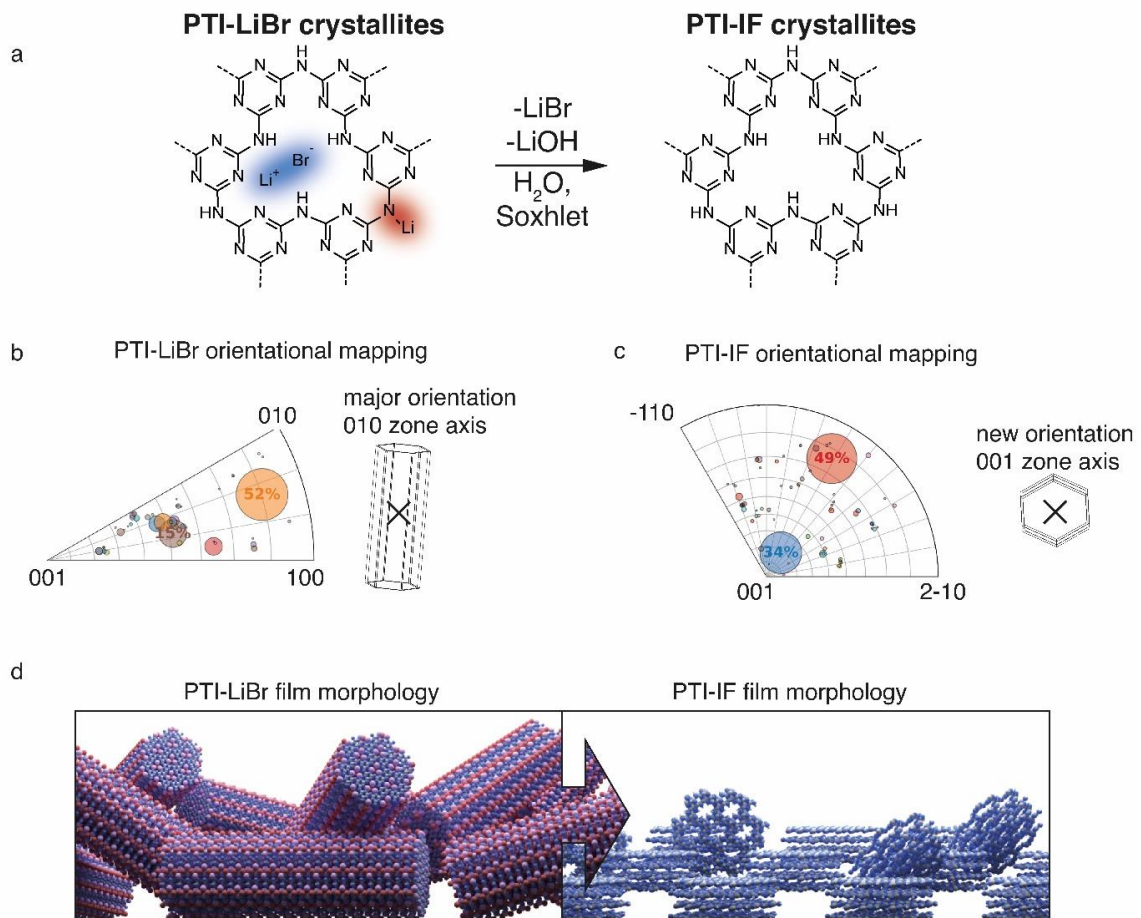 PTI-LiBr crystallites
PTI-IF crystallites
a
H
N
N
N
N
N
N
N
NH
HN
N
N
N
N
N
N
Li⁺
Br⁻
N
H
N
N
N
N
N
N
N
N
H
Li
-LiBr
-LiOH
H₂O,
Soxhlet
H
N
N
N
N
N
N
N
NH
HN
N
N
N
N
N
N
N
H
N
N
N
N
N
N
N
H
N
H
b
PTI-LiBr orientational mapping
010
52%
15%
001
100
major orientation
010 zone axis
c
PTI-IF orientational mapping
-110
49%
34%
001
2-10
new orientation
001 zone axis
d
PTI-LiBr film morphology
PTI-IF film morphology